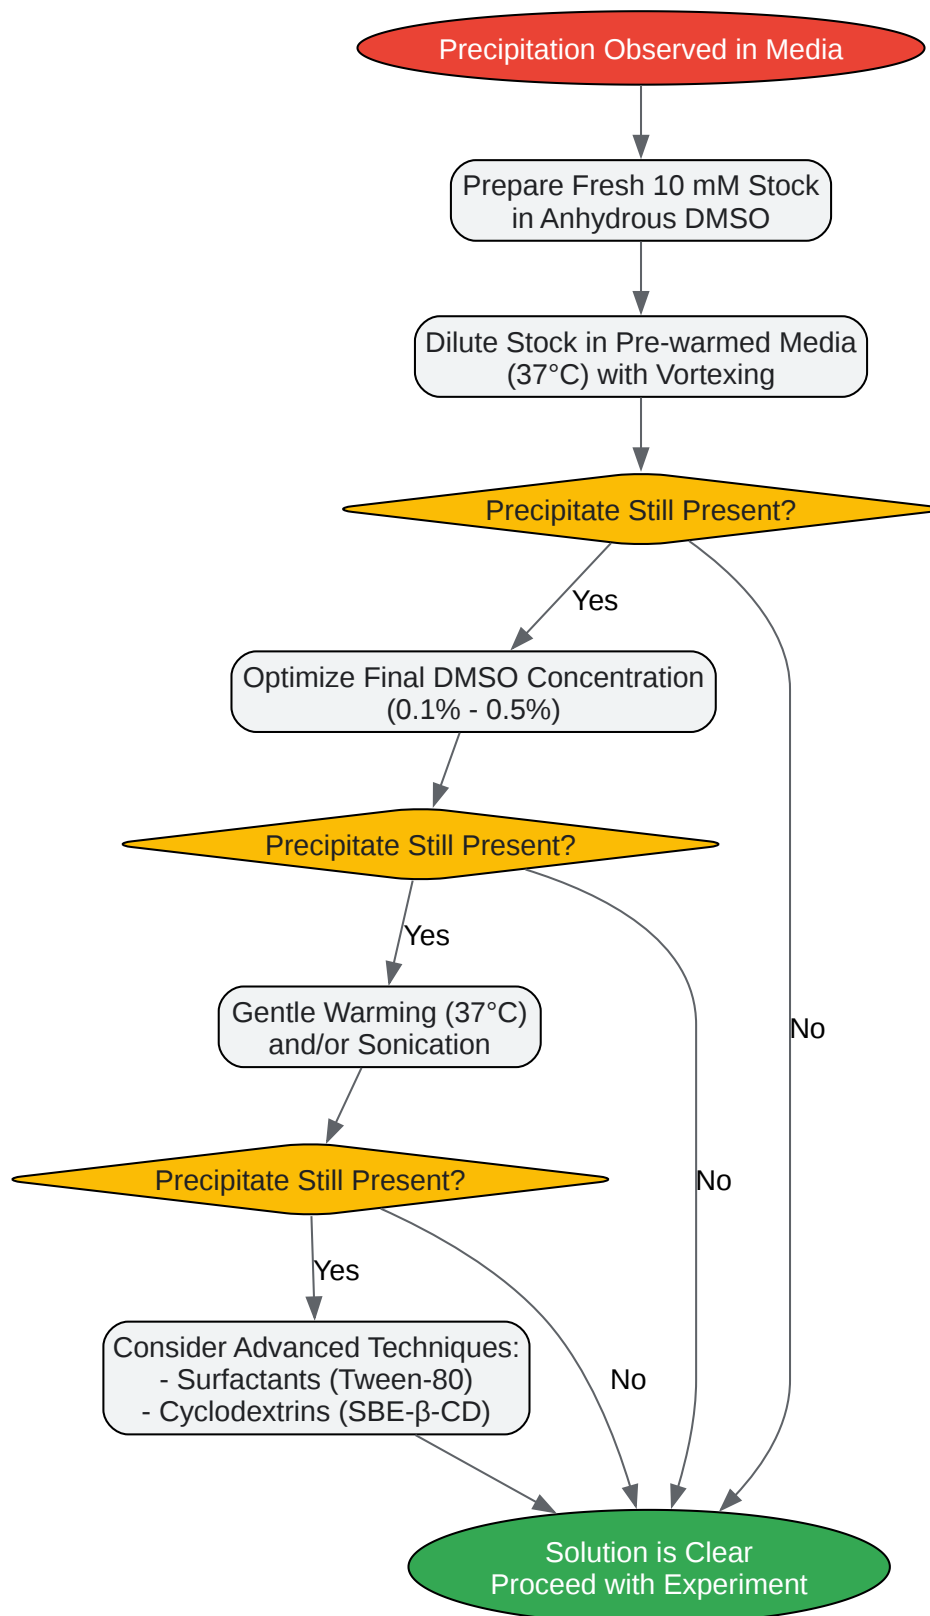 Precipitation Observed in Media
Prepare Fresh 10 mM Stock
in Anhydrous DMSO
Dilute Stock in Pre-warmed Media
(37°C) with Vortexing
Precipitate Still Present?
Yes
Optimize Final DMSO Concentration
(0.1% - 0.5%)
Precipitate Still Present?
Yes
Gentle Warming (37°C)
and/or Sonication
No
Precipitate Still Present?
No
Yes
Consider Advanced Techniques:
- Surfactants (Tween-80)
- Cyclodextrins (SBE-β-CD)
No
Solution is Clear
Proceed with Experiment